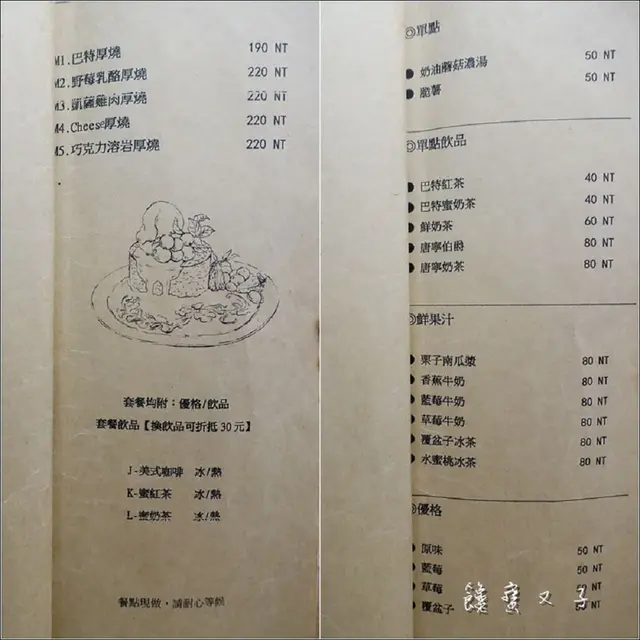 M1.巴特厚燒 190 NT
M2.野莓乳酪厚燒 220 NT
M3.凱薩雞肉厚燒 220 NT
M4.Cheese厚燒 220 NT
M5.巧克力溶岩厚燒 220 NT
套餐均附：優格/飲品
套餐飲品【換飲品可折抵30元】
J-美式咖啡 冰/熱
K-蜜紅茶 冰/熱
L-蜜奶茶 冰/熱
餐點現做，請耐心等候
◎單點
●奶油蘑菇濃湯 50 NT
●脆薯 50 NT
◎單點飲品
●巴特紅茶 40 NT
●巴特蜜奶茶 40 NT
●鮮奶茶 60 NT
●唐寧伯爵 80 NT
●唐寧奶茶 80 NT
◎鮮果汁
●栗子南瓜漿 80 NT
●香蕉牛奶 80 NT
●藍莓牛奶 80 NT
●草莓牛奶 80 NT
●覆盆子冰茶 80 NT
●水蜜桃冰茶 80 NT
◎優格
●原味 50 NT
●藍莓 50 NT
●草莓 50 NT
●覆盆子 50 NT